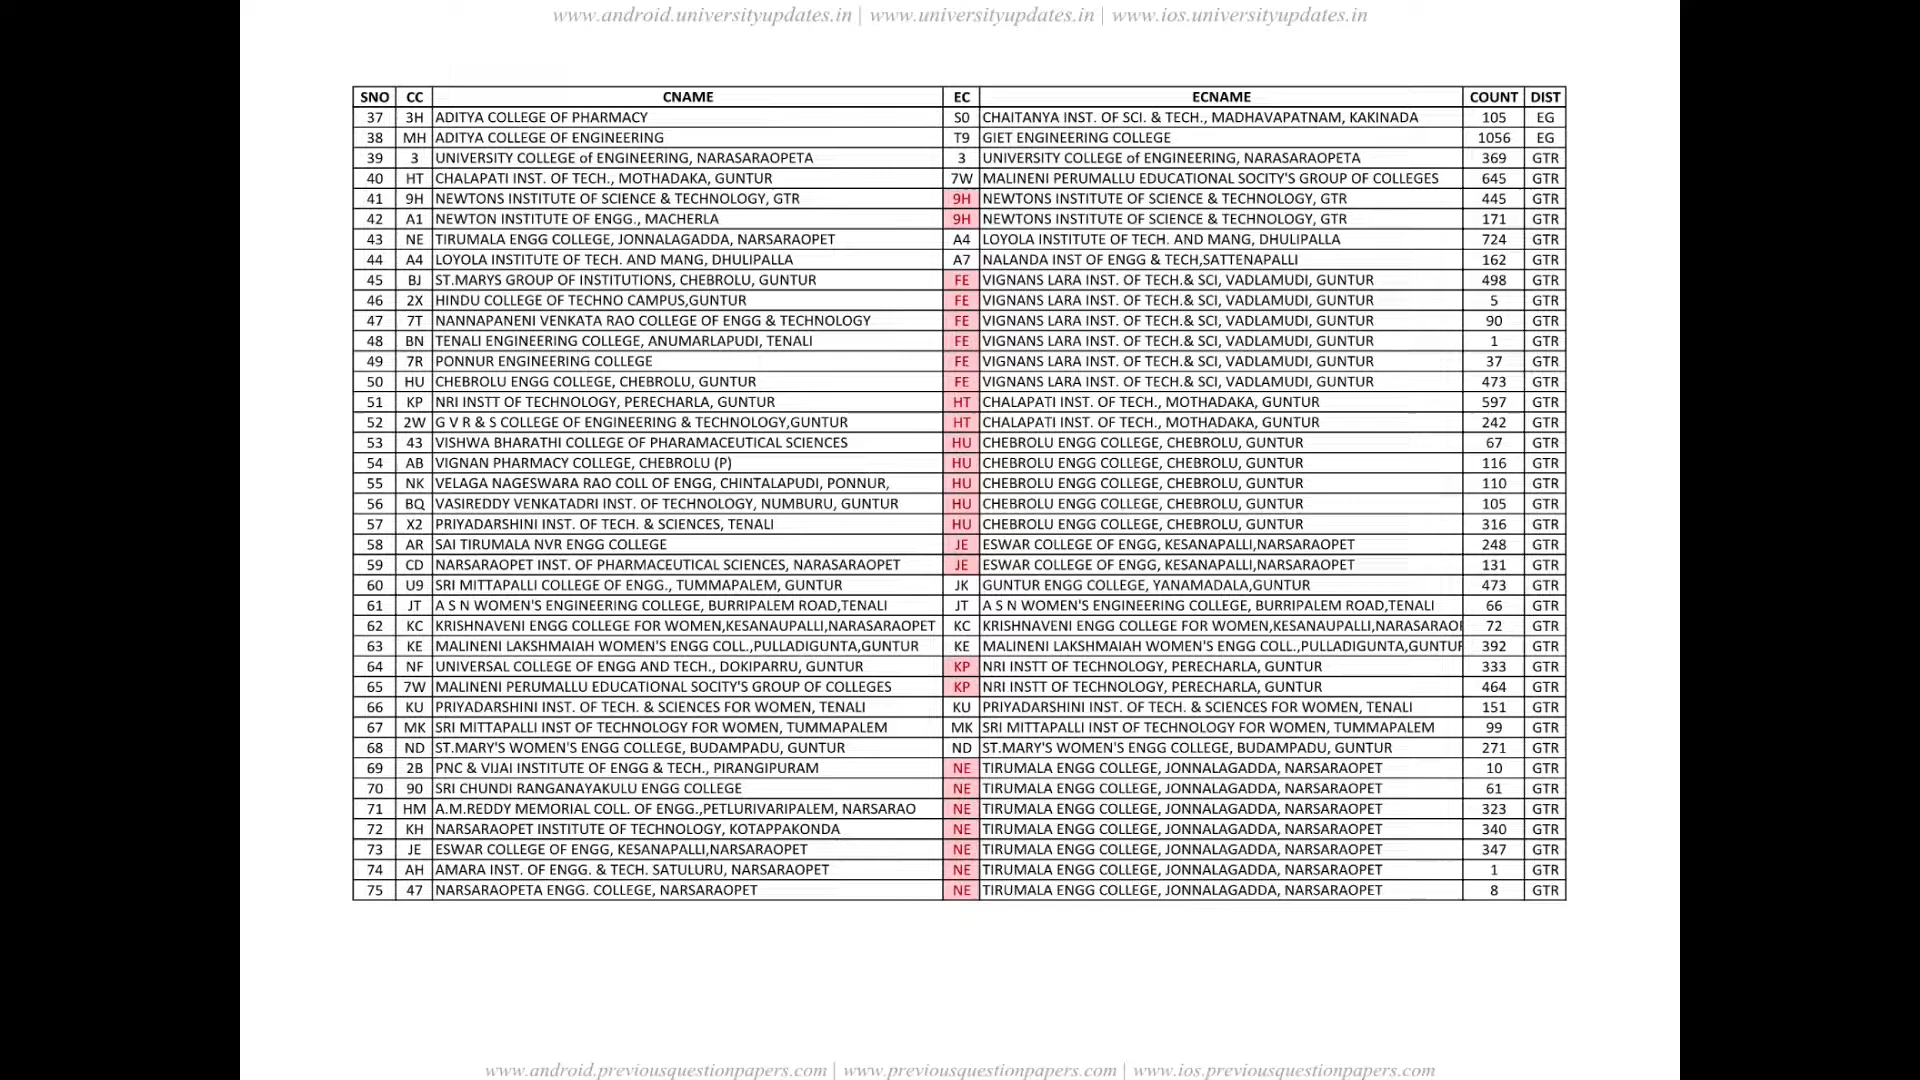 www.android.universityupdates.in | www.universityupdates.in | www.ios.universityupdates.in
SNO CC CNAME EC ECNAME COUNT DIST
37 3H ADITYA COLLEGE OF PHARMACY S0 CHAITANYA INST. OF SCI. & TECH., MADHAVAPATNAM, KAKINADA 105 EG
38 MH ADITYA COLLEGE OF ENGINEERING T9 GIET ENGINEERING COLLEGE 1056 EG
39 3 UNIVERSITY COLLEGE of ENGINEERING, NARASARAOPETA 3 UNIVERSITY COLLEGE of ENGINEERING, NARASARAOPETA 369 GTR
40 HT CHALAPATI INST. OF TECH., MOTHADAKA, GUNTUR 7W MALINENI PERUMALLU EDUCATIONAL SOCITY'S GROUP OF COLLEGES 645 GTR
41 9H NEWTONS INSTITUTE OF SCIENCE & TECHNOLOGY, GTR 9H NEWTONS INSTITUTE OF SCIENCE & TECHNOLOGY, GTR 445 GTR
42 A1 NEWTON INSTITUTE OF ENGG., MACHERLA 9H NEWTONS INSTITUTE OF SCIENCE & TECHNOLOGY, GTR 171 GTR
43 NE TIRUMALA ENGG COLLEGE, JONNALAGADDA, NARSARAOPET A4 LOYOLA INSTITUTE OF TECH. AND MANG, DHULIPALLA 724 GTR
44 A4 LOYOLA INSTITUTE OF TECH. AND MANG, DHULIPALLA A7 NALANDA INST OF ENGG & TECH,SATTENAPALLI 162 GTR
45 BJ ST.MARYS GROUP OF INSTITUTIONS, CHEBROLU, GUNTUR FE VIGNANS LARA INST. OF TECH.& SCI, VADLAMUDI, GUNTUR 498 GTR
46 2X HINDU COLLEGE OF TECHNO CAMPUS,GUNTUR FE VIGNANS LARA INST. OF TECH.& SCI, VADLAMUDI, GUNTUR 5 GTR
47 7T NANNAPANENI VENKATA RAO COLLEGE OF ENGG & TECHNOLOGY FE VIGNANS LARA INST. OF TECH.& SCI, VADLAMUDI, GUNTUR 90 GTR
48 BN TENALI ENGINEERING COLLEGE, ANUMARLAPUDI, TENALI FE VIGNANS LARA INST. OF TECH.& SCI, VADLAMUDI, GUNTUR 1 GTR
49 7R PONNUR ENGINEERING COLLEGE FE VIGNANS LARA INST. OF TECH.& SCI, VADLAMUDI, GUNTUR 37 GTR
50 HU CHEBROLU ENGG COLLEGE, CHEBROLU, GUNTUR FE VIGNANS LARA INST. OF TECH.& SCI, VADLAMUDI, GUNTUR 473 GTR
51 KP NRI INSTT OF TECHNOLOGY, PERECHARLA, GUNTUR HT CHALAPATI INST. OF TECH., MOTHADAKA, GUNTUR 597 GTR
52 2W G V R & S COLLEGE OF ENGINEERING & TECHNOLOGY,GUNTUR HT CHALAPATI INST. OF TECH., MOTHADAKA, GUNTUR 242 GTR
53 43 VISHWA BHARATHI COLLEGE OF PHARAMACEUTICAL SCIENCES HU CHEBROLU ENGG COLLEGE, CHEBROLU, GUNTUR 67 GTR
54 AB VIGNAN PHARMACY COLLEGE, CHEBROLU (P) HU CHEBROLU ENGG COLLEGE, CHEBROLU, GUNTUR 116 GTR
55 NK VELAGA NAGESWARA RAO COLL OF ENGG, CHINTALAPUDI, PONNUR, HU CHEBROLU ENGG COLLEGE, CHEBROLU, GUNTUR 110 GTR
56 BQ VASIREDDY VENKATADRI INST. OF TECHNOLOGY, NUMBURU, GUNTUR HU CHEBROLU ENGG COLLEGE, CHEBROLU, GUNTUR 105 GTR
57 X2 PRIYADARSHINI INST. OF TECH. & SCIENCES, TENALI HU CHEBROLU ENGG COLLEGE, CHEBROLU, GUNTUR 316 GTR
58 AR SAI TIRUMALA NVR ENGG COLLEGE JE ESWAR COLLEGE OF ENGG, KESANAPALLI,NARSARAOPET 248 GTR
59 CD NARSARAOPET INST. OF PHARMACEUTICAL SCIENCES, NARASARAOPET JE ESWAR COLLEGE OF ENGG, KESANAPALLI,NARSARAOPET 131 GTR
60 U9 SRI MITTAPALLI COLLEGE OF ENGG., TUMMAPALEM, GUNTUR JK GUNTUR ENGG COLLEGE, YANAMADALA,GUNTUR 473 GTR
61 JT A S N WOMEN'S ENGINEERING COLLEGE, BURRIPALEM ROAD,TENALI JT A S N WOMEN'S ENGINEERING COLLEGE, BURRIPALEM ROAD,TENALI 66 GTR
62 KC KRISHNAVENI ENGG COLLEGE FOR WOMEN,KESANAUPALLI,NARASARAOPET KC KRISHNAVENI ENGG COLLEGE FOR WOMEN,KESANAUPALLI,NARASARAOP 72 GTR
63 KE MALINENI LAKSHMAIAH WOMEN'S ENGG COLL.,PULLADIGUNTA,GUNTUR KE MALINENI LAKSHMAIAH WOMEN'S ENGG COLL.,PULLADIGUNTA,GUNTUR 392 GTR
64 NF UNIVERSAL COLLEGE OF ENGG AND TECH., DOKIPARRU, GUNTUR KP NRI INSTT OF TECHNOLOGY, PERECHARLA, GUNTUR 333 GTR
65 7W MALINENI PERUMALLU EDUCATIONAL SOCITY'S GROUP OF COLLEGES KP NRI INSTT OF TECHNOLOGY, PERECHARLA, GUNTUR 464 GTR
66 KU PRIYADARSHINI INST. OF TECH. & SCIENCES FOR WOMEN, TENALI KU PRIYADARSHINI INST. OF TECH. & SCIENCES FOR WOMEN, TENALI 151 GTR
67 MK SRI MITTAPALLI INST OF TECHNOLOGY FOR WOMEN, TUMMAPALEM MK SRI MITTAPALLI INST OF TECHNOLOGY FOR WOMEN, TUMMAPALEM 99 GTR
68 ND ST.MARY'S WOMEN'S ENGG COLLEGE, BUDAMPADU, GUNTUR ND ST.MARY'S WOMEN'S ENGG COLLEGE, BUDAMPADU, GUNTUR 271 GTR
69 2B PNC & VIJAI INSTITUTE OF ENGG & TECH., PIRANGIPURAM NE TIRUMALA ENGG COLLEGE, JONNALAGADDA, NARSARAOPET 10 GTR
70 90 SRI CHUNDI RANGANAYAKULU ENGG COLLEGE NE TIRUMALA ENGG COLLEGE, JONNALAGADDA, NARSARAOPET 61 GTR
71 HM A.M.REDDY MEMORIAL COLL. OF ENGG.,PETLURIVARIPALEM, NARSARAO NE TIRUMALA ENGG COLLEGE, JONNALAGADDA, NARSARAOPET 323 GTR
72 KH NARSARAOPET INSTITUTE OF TECHNOLOGY, KOTAPPAKONDA NE TIRUMALA ENGG COLLEGE, JONNALAGADDA, NARSARAOPET 340 GTR
73 JE ESWAR COLLEGE OF ENGG, KESANAPALLI,NARSARAOPET NE TIRUMALA ENGG COLLEGE, JONNALAGADDA, NARSARAOPET 347 GTR
74 AH AMARA INST. OF ENGG. & TECH. SATULURU, NARSARAOPET NE TIRUMALA ENGG COLLEGE, JONNALAGADDA, NARSARAOPET 1 GTR
75 47 NARSARAOPETA ENGG. COLLEGE, NARSARAOPET NE TIRUMALA ENGG COLLEGE, JONNALAGADDA, NARSARAOPET 8 GTR
www.android.previousquestionpapers.com | www.previousquestionpapers.com | www.ios.previousquestionpapers.com